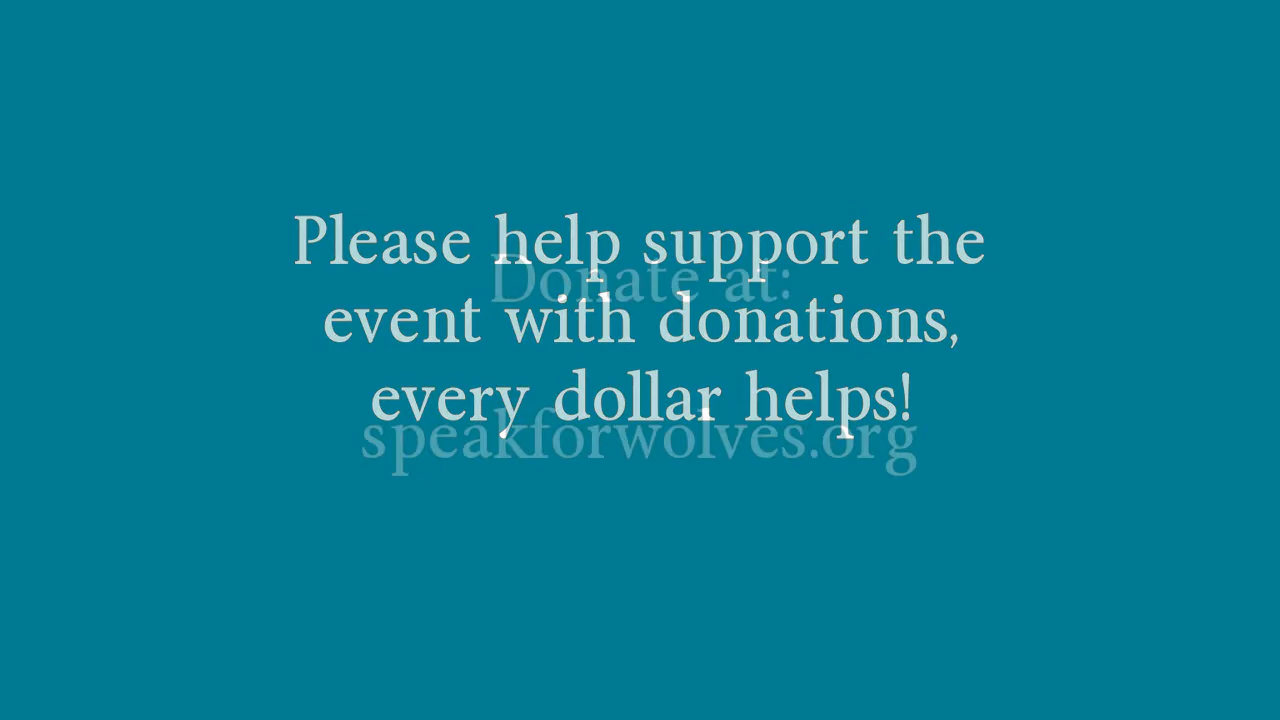 Please help support the
Donate at:
event with donations,
every dollar helps!
speakforwolves.org